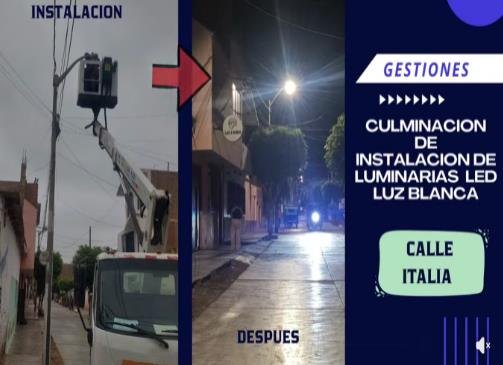 INSTALACION
DESPUES
GESTIONES
CULMINACION
DE
INSTALACION DE
LUMINARIAS LED
LUZ BLANCA
CALLE
ITALIA